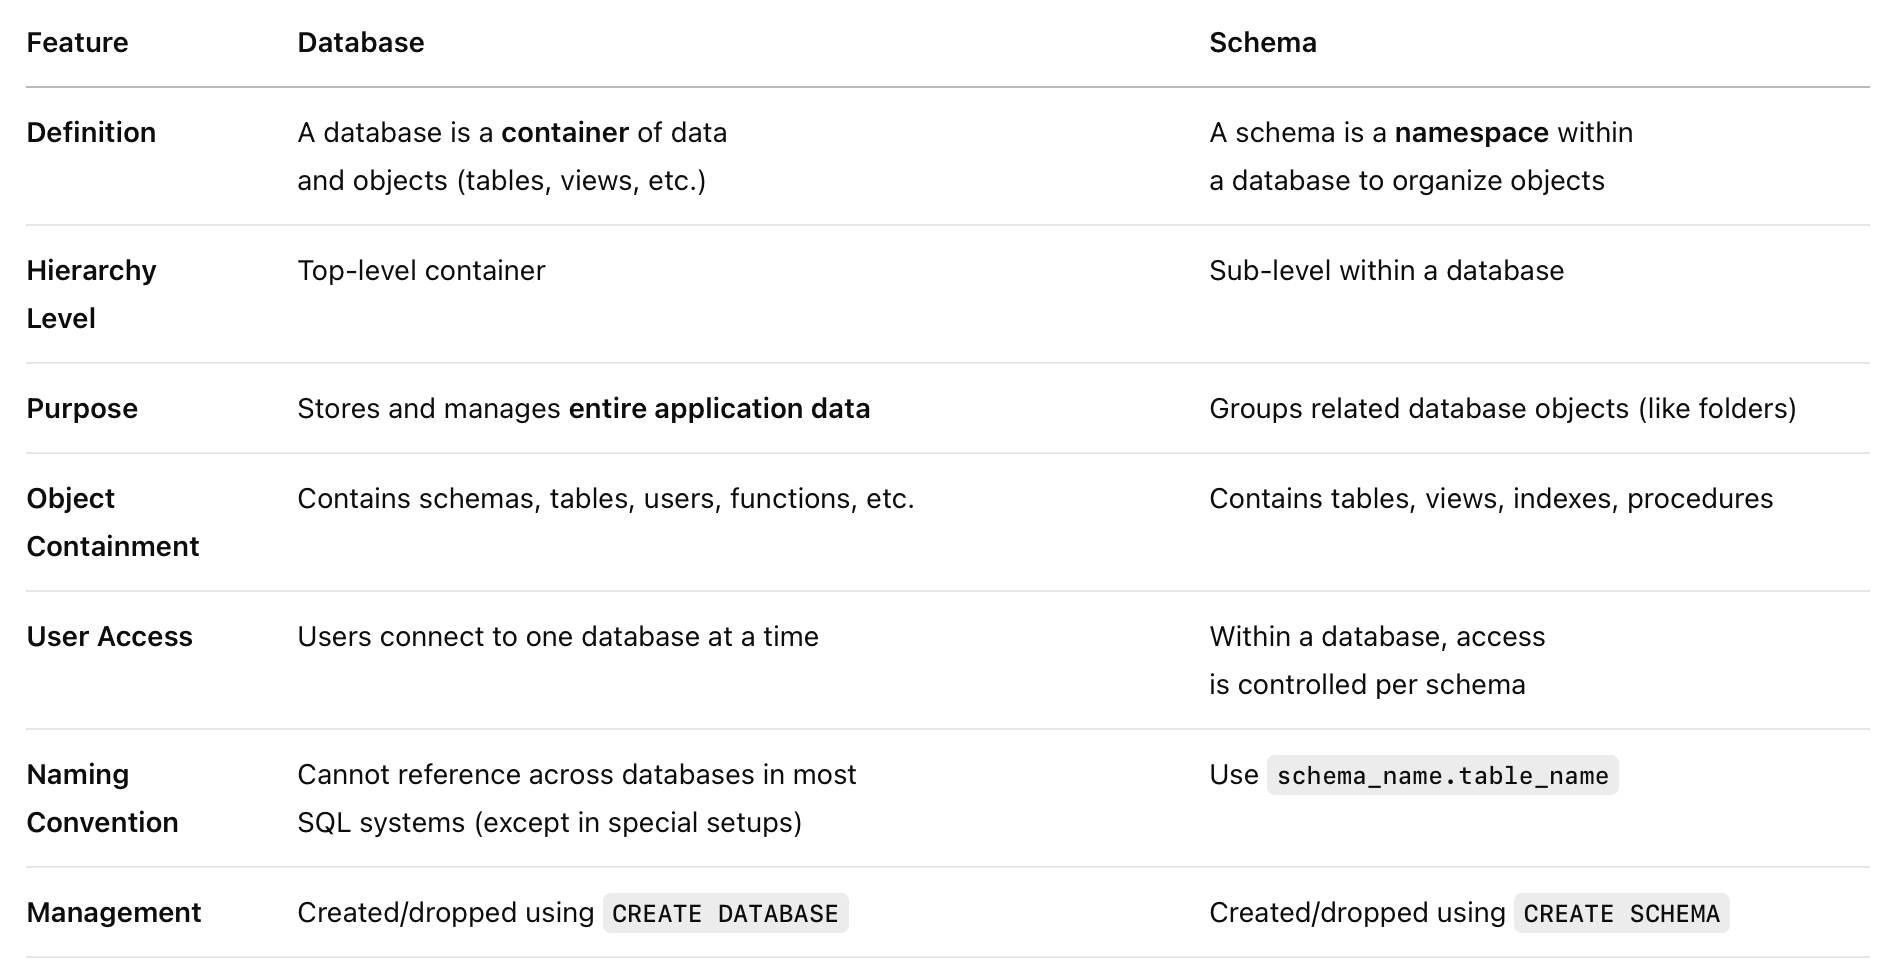 Feature Database Schema
Definition A database is a container of data A schema is a namespace within
and objects (tables, views, etc.) a database to organize objects
Hierarchy Top-level container Sub-level within a database
Level
Purpose Stores and manages entire application data Groups related database objects (like folders)
Object Contains schemas, tables, users, functions, etc. Contains tables, views, indexes, procedures
Containment
User Access Users connect to one database at a time Within a database, access
is controlled per schema
Naming Cannot reference across databases in most Use schema_name.table_name
Convention SQL systems (except in special setups)
Management Created/dropped using CREATE DATABASE Created/dropped using CREATE SCHEMA